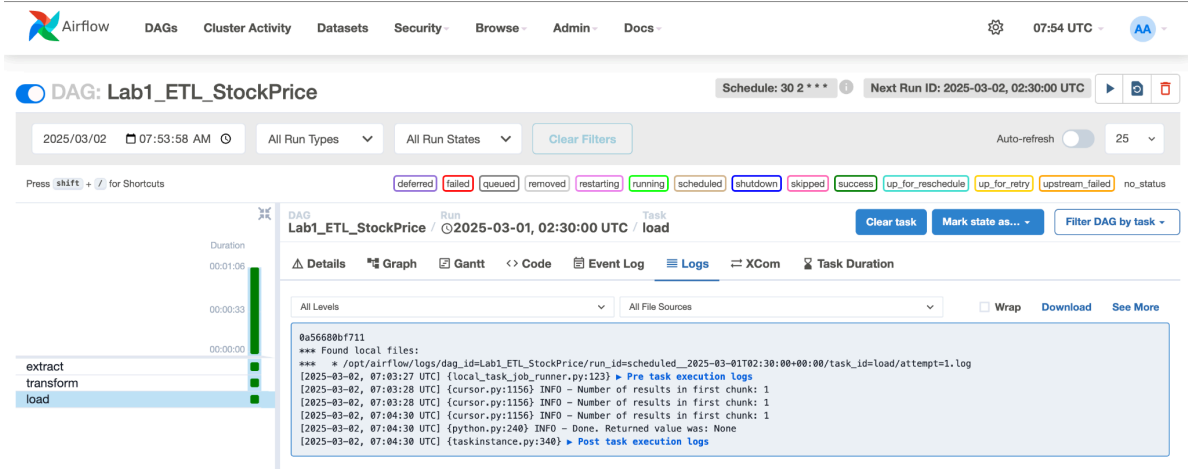 Airflow DAGs Cluster Activity Datasets Security Browse Admin Docs 07:54 UTC AA
DAG: Lab1_ETL_StockPrice Schedule: 30 2 * * * i Next Run ID: 2025-03-02, 02:30:00 UTC
2025/03/02 07:53:58 AM All Run Types All Run States Clear Filters Auto-refresh 25
Press shift + / for Shortcuts deferred failed queued removed restarting running scheduled shutdown skipped success up_for_reschedule up_for_retry upstream_failed no_status
DAG Run Task
Lab1_ETL_StockPrice / 2025-03-01, 02:30:00 UTC / load Clear task Mark state as... Filter DAG by task
Duration
00:01:06
00:00:33
00:00:00
extract
transform
load
Details Graph Gantt <> Code Event Log Logs XCom Task Duration
All Levels All File Sources Wrap Download See More
0a56680bf711
*** Found local files:
***   * /opt/airflow/logs/dag_id=Lab1_ETL_StockPrice/run_id=scheduled__2025-03-01T02:30:00+00:00/task_id=load/attempt=1.log
[2025-03-02, 07:03:27 UTC] {local_task_job_runner.py:123} ▶ Pre task execution logs
[2025-03-02, 07:03:28 UTC] {cursor.py:1156} INFO - Number of results in first chunk: 1
[2025-03-02, 07:03:28 UTC] {cursor.py:1156} INFO - Number of results in first chunk: 1
[2025-03-02, 07:04:30 UTC] {cursor.py:1156} INFO - Number of results in first chunk: 1
[2025-03-02, 07:04:30 UTC] {python.py:240} INFO - Done. Returned value was: None
[2025-03-02, 07:04:30 UTC] {taskinstance.py:340} ▶ Post task execution logs